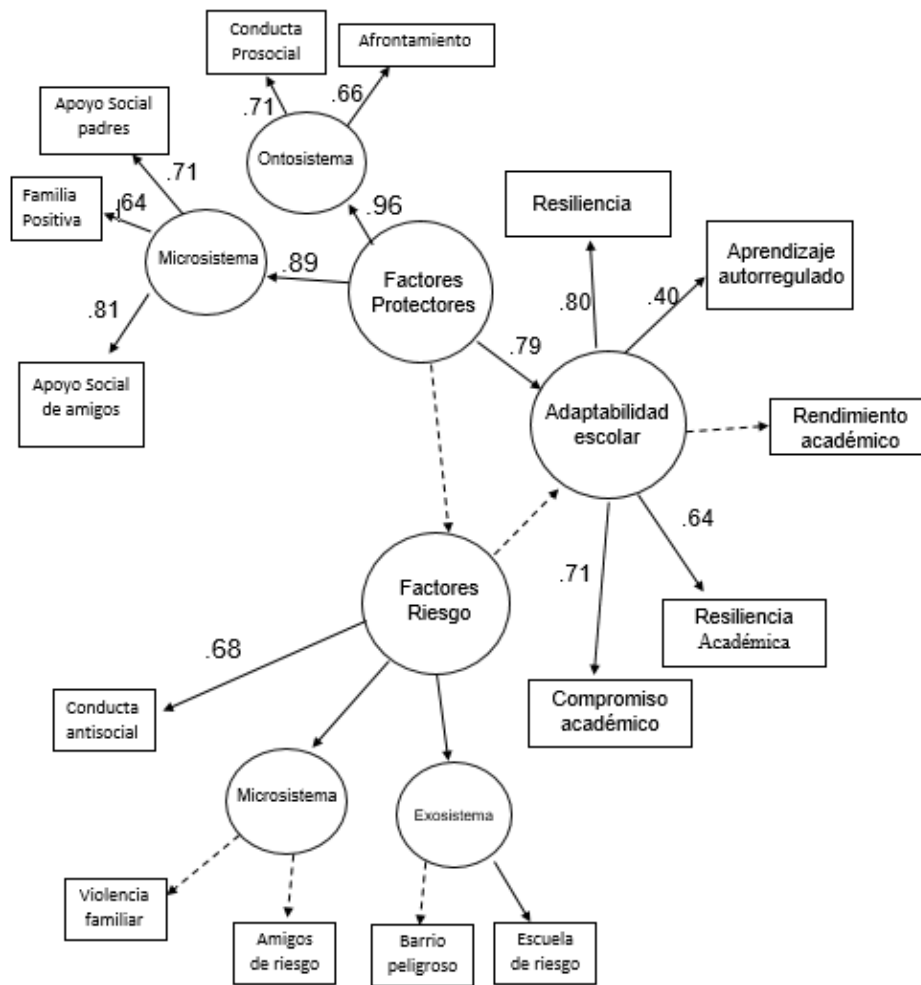 Conducta
Prosocial
Afrontamiento
.71
.66
Apoyo Social
padres
Ontosistema
.71
Familia
Positiva
.64
.96
Resiliencia
Microsistema
.89
Factores
Protectores
Aprendizaje
autorregulado
.81
.80
.40
.79
Apoyo Social
de amigos
Adaptabilidad
escolar
Rendimiento
académico
.64
.71
Factores
Riesgo
Resiliencia
Académica
.68
Compromiso
académico
Conducta
antisocial
Microsistema
Exosistema
Violencia
familiar
Amigos
de riesgo
Barrio
peligroso
Escuela
de riesgo